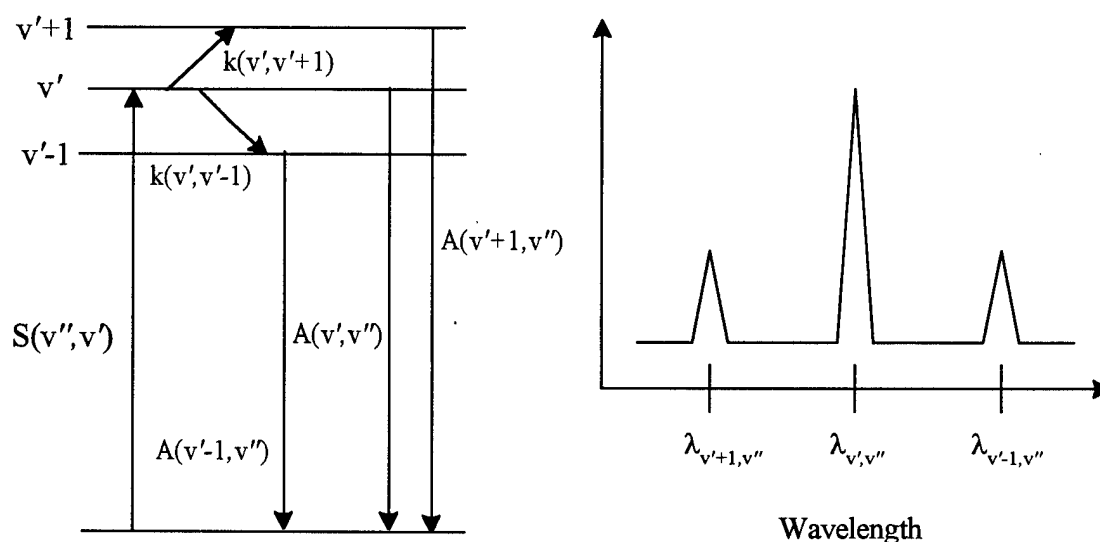 v′+1
k(v′,v′+1)
v′
v′-1
k(v′,v′-1)
A(v′+1,v″)
S(v″,v′)
A(v′,v″)
A(v′-1,v″)
λv′+1,v″
λv′,v″
λv′-1,v″
Wavelength